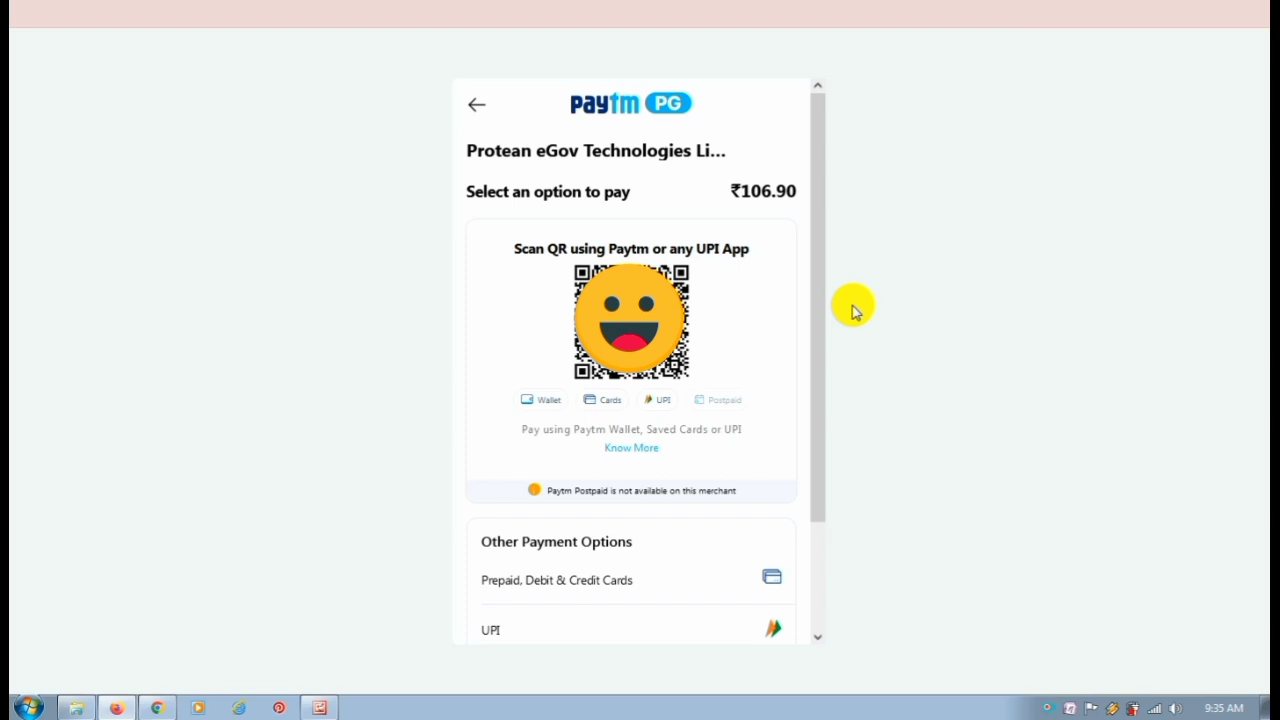 paytm PG
Protean eGov Technologies Li...
Select an option to pay ₹106.90
Scan QR using Paytm or any UPI App
Wallet Cards UPI Postpaid
Pay using Paytm Wallet, Saved Cards or UPI
Know More
Paytm Postpaid is not available on this merchant
Other Payment Options
Prepaid, Debit & Credit Cards
UPI
9:35 AM